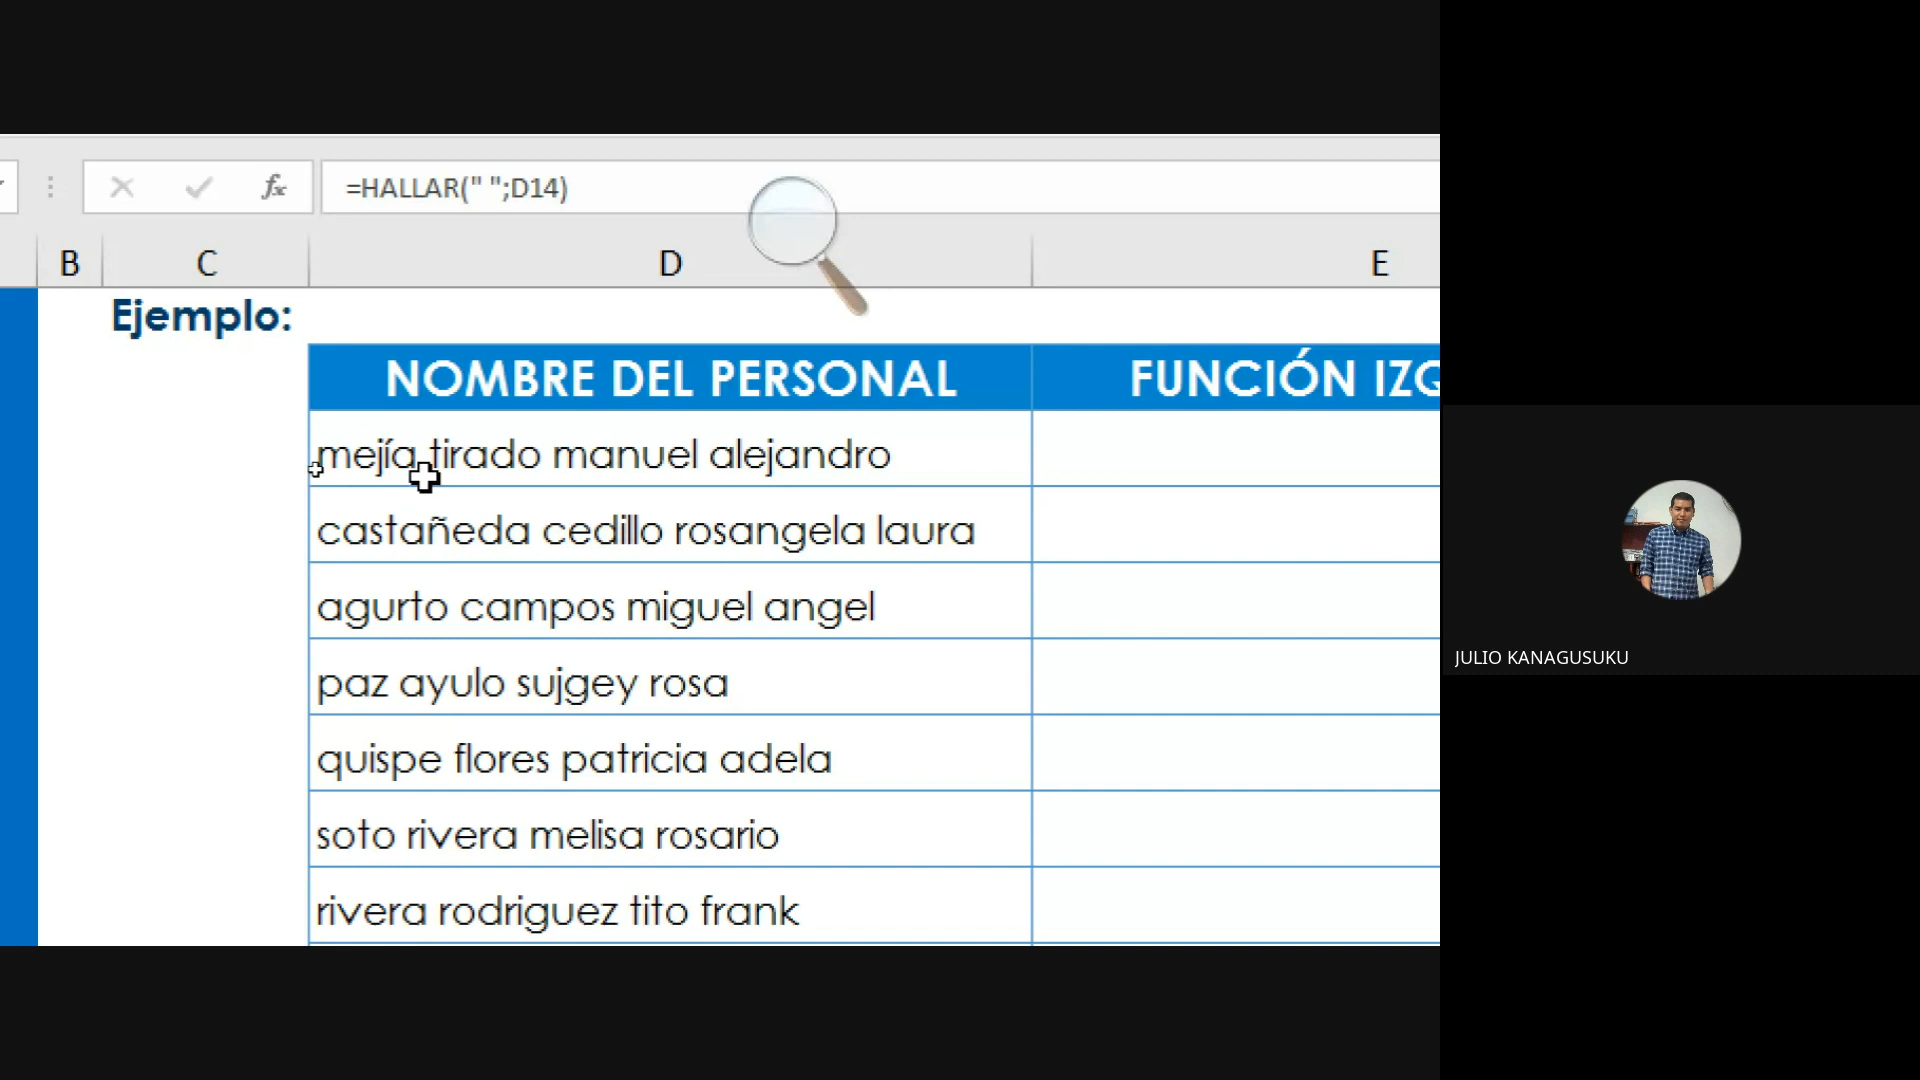 =HALLAR(" ";D14)
B C D E
Ejemplo:
NOMBRE DEL PERSONAL FUNCIÓN IZQ
mejía tirado manuel alejandro
castañeda cedillo rosangela laura
agurto campos miguel angel
paz ayulo sujgey rosa
quispe flores patricia adela
soto rivera melisa rosario
rivera rodriguez tito frank
JULIO KANAGUSUKU